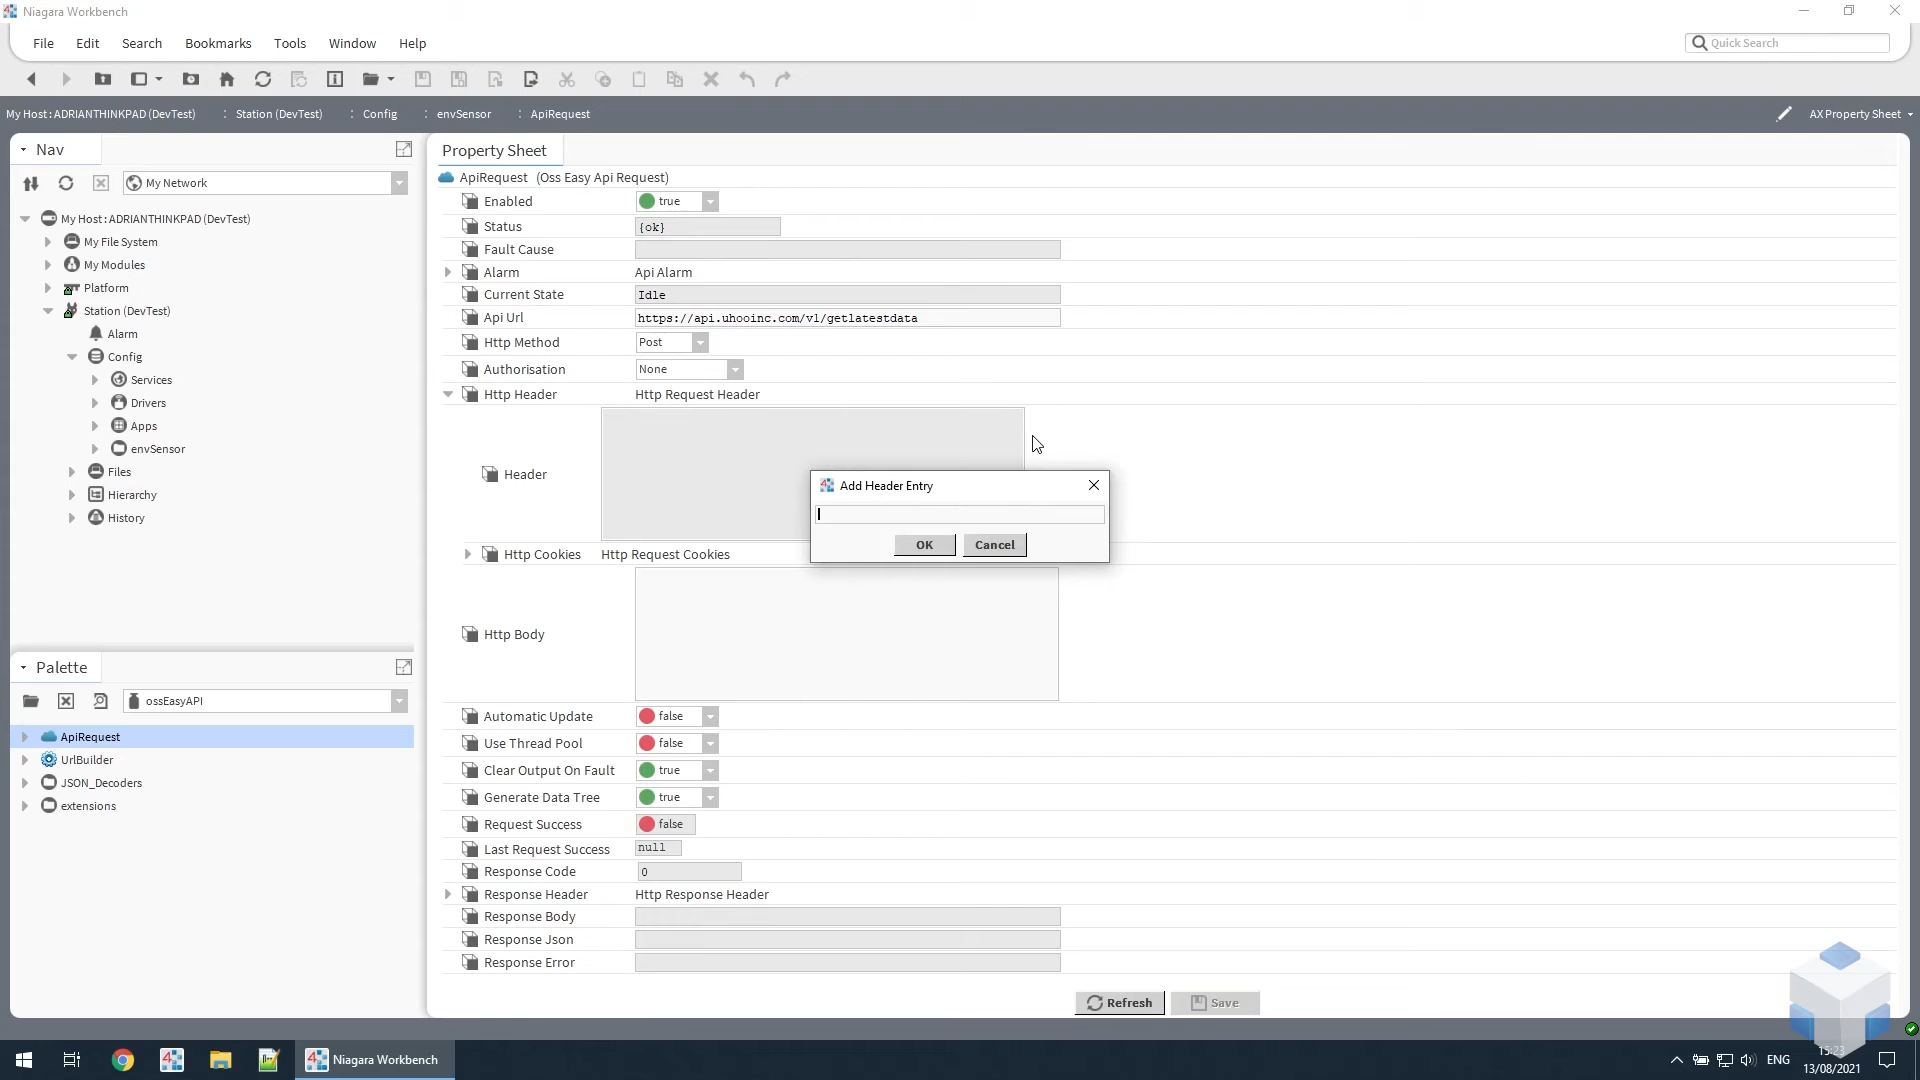 Niagara Workbench
File Edit Search Bookmarks Tools Window Help
Quick Search
My Host : ADRIANTHINKPAD (DevTest) : Station (DevTest) : Config : envSensor : ApiRequest
AX Property Sheet
Nav
My Network
My Host : ADRIANTHINKPAD (DevTest)
My File System
My Modules
Platform
Station (DevTest)
Alarm
Config
Services
Drivers
Apps
envSensor
Files
Hierarchy
History
Palette
ossEasyAPI
ApiRequest
UrlBuilder
JSON_Decoders
extensions
Property Sheet
ApiRequest (Oss Easy Api Request)
Enabled true
Status {ok}
Fault Cause
Alarm Api Alarm
Current State Idle
Api Url https://api.uhooinc.com/v1/getlatestdata
Http Method Post
Authorisation None
Http Header Http Request Header
Header
Add Header Entry
OK Cancel
Http Cookies Http Request Cookies
Http Body
Automatic Update false
Use Thread Pool false
Clear Output On Fault true
Generate Data Tree true
Request Success false
Last Request Success null
Response Code 0
Response Header Http Response Header
Response Body
Response Json
Response Error
Refresh Save
Niagara Workbench
ENG
15:23
13/08/2021